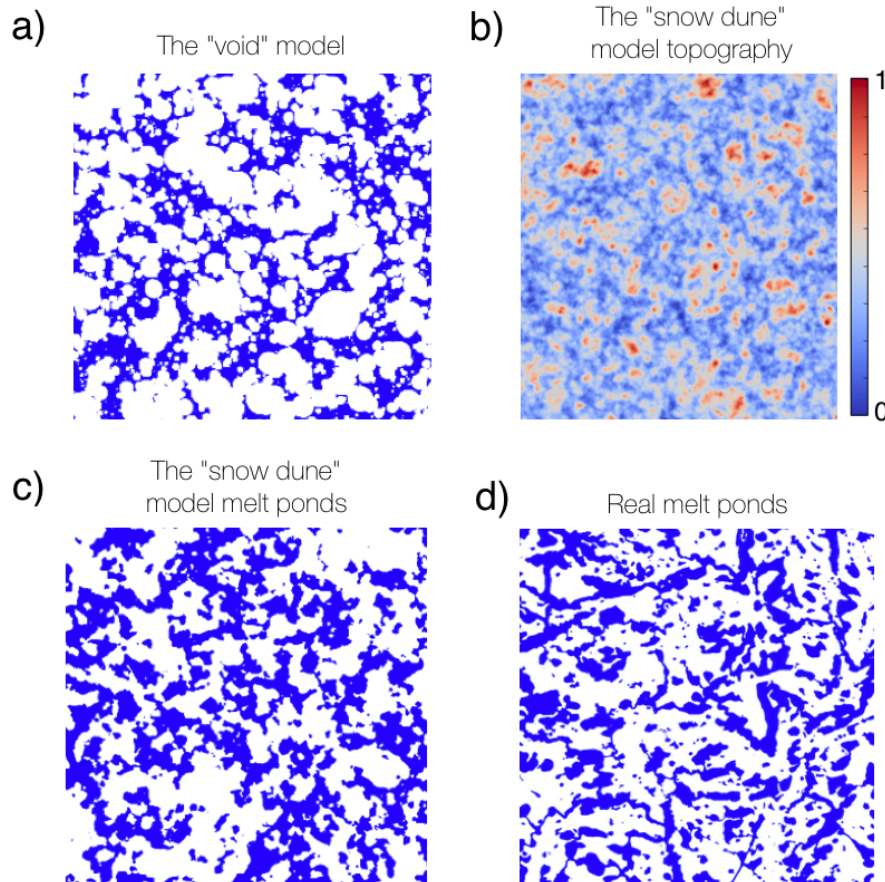 a)
The "void" model
b)
The "snow dune"
model topography
1
0
c)
The "snow dune"
model melt ponds
d)
Real melt ponds